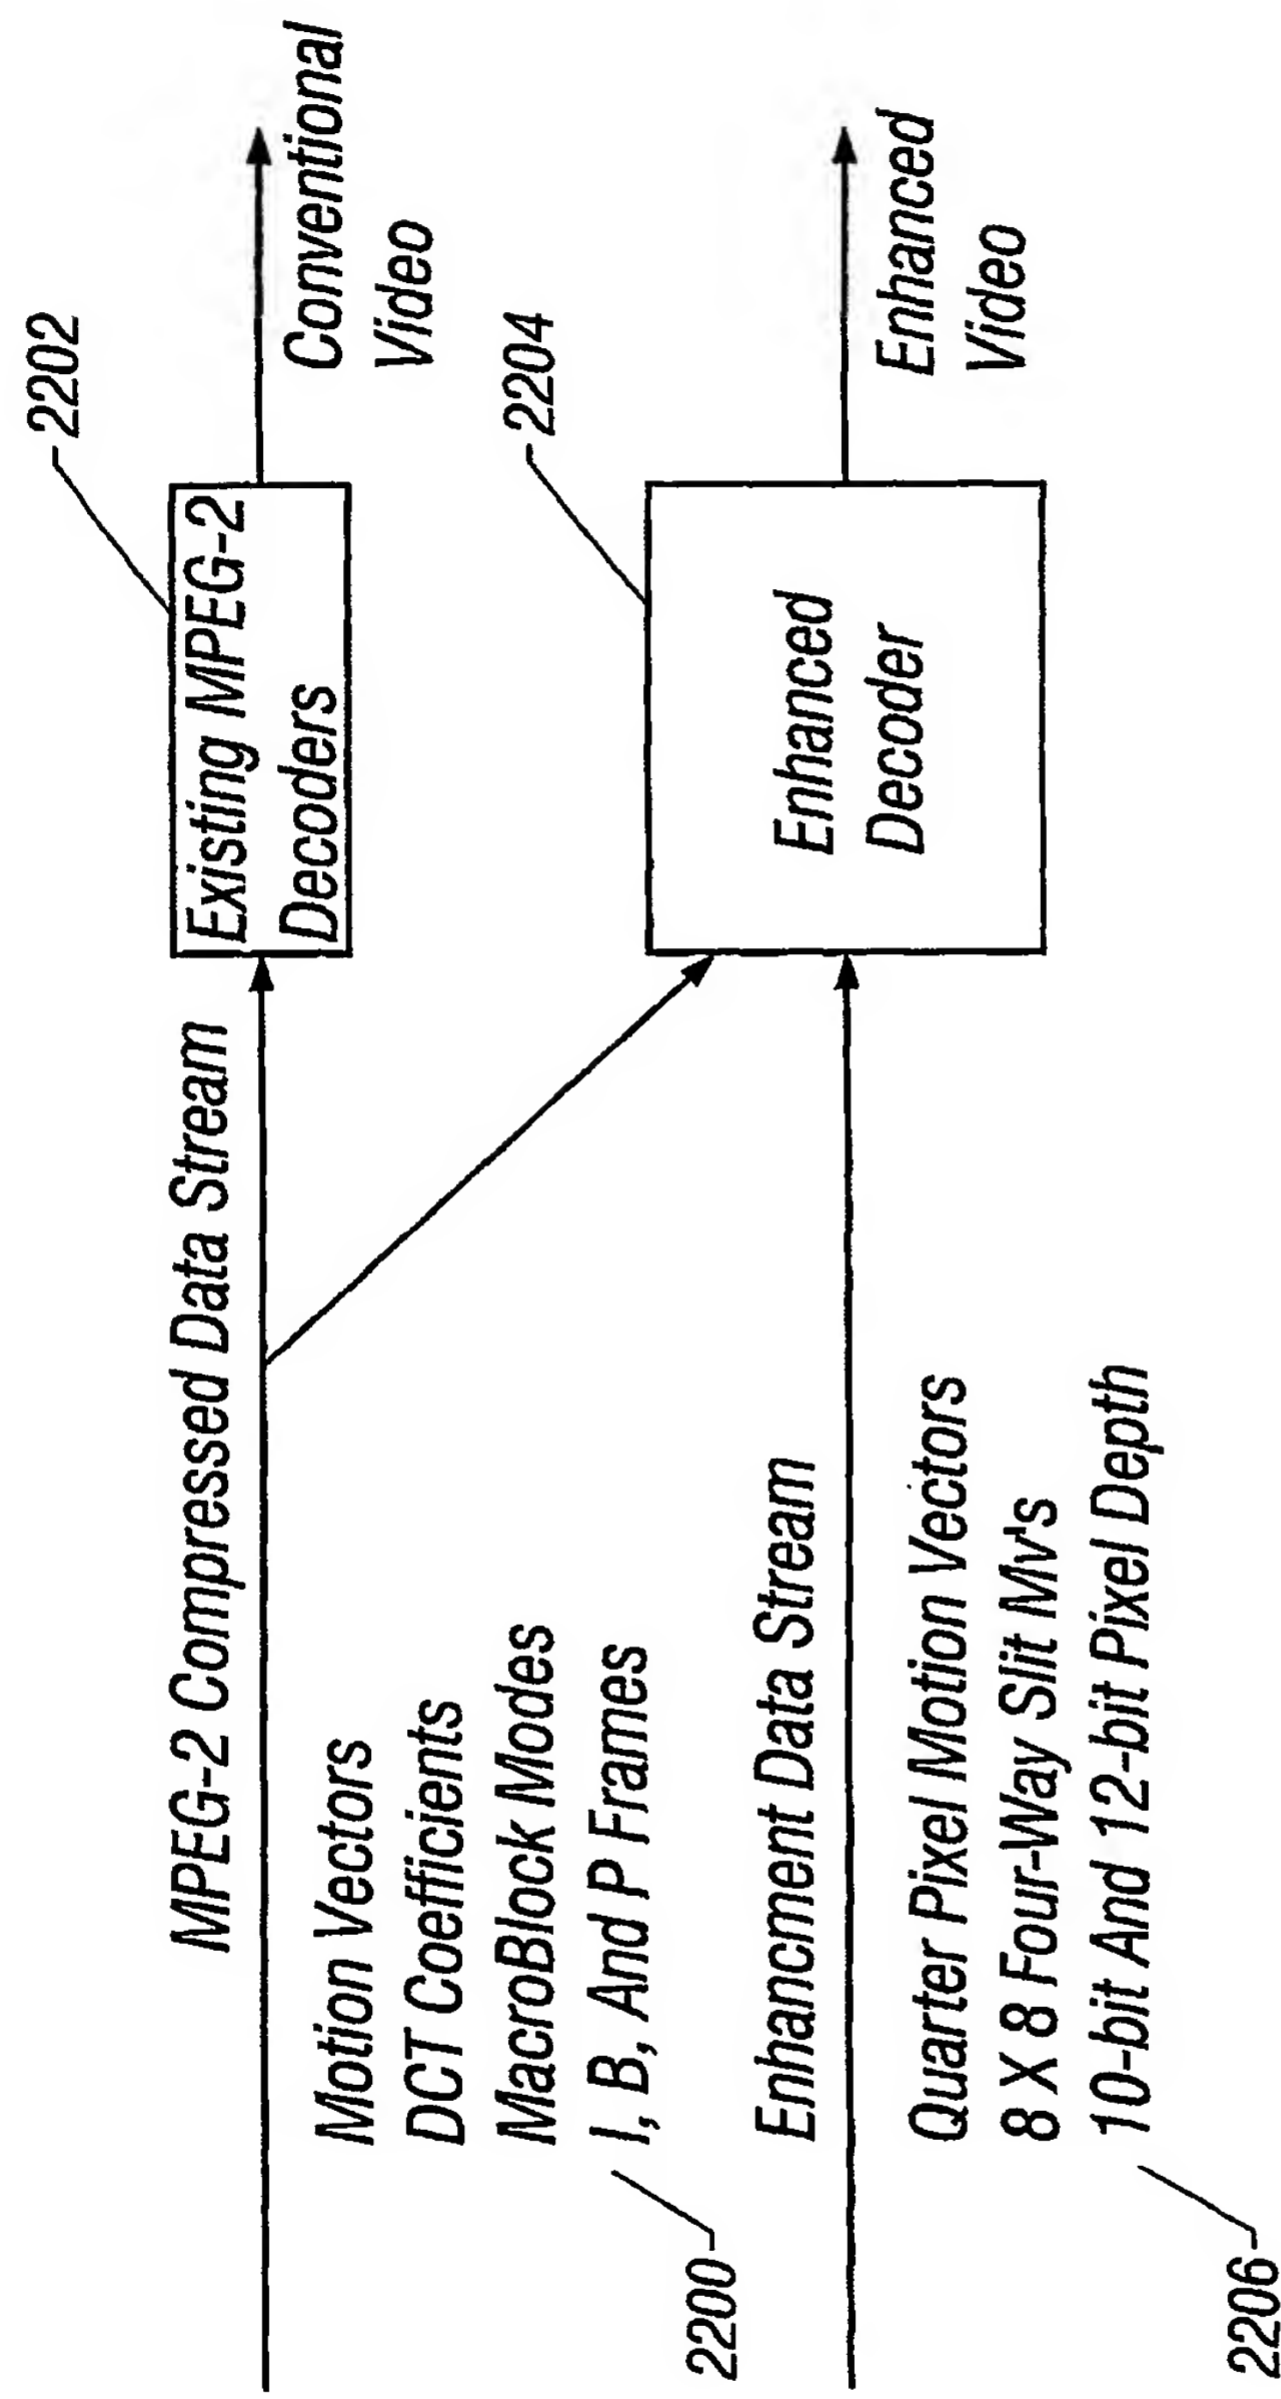 MPEG-2 Compressed Data Stream
Motion Vectors
DCT Coefficients
MacroBlock Modes
I, B, And P Frames
2200
Existing MPEG-2
Decoders
2202
Conventional
Video
Enhancment Data Stream
Quarter Pixel Motion Vectors
8 X 8 Four-Way Slit Mv's
10-bit And 12-bit Pixel Depth
2206
Enhanced
Decoder
2204
Enhanced
Video